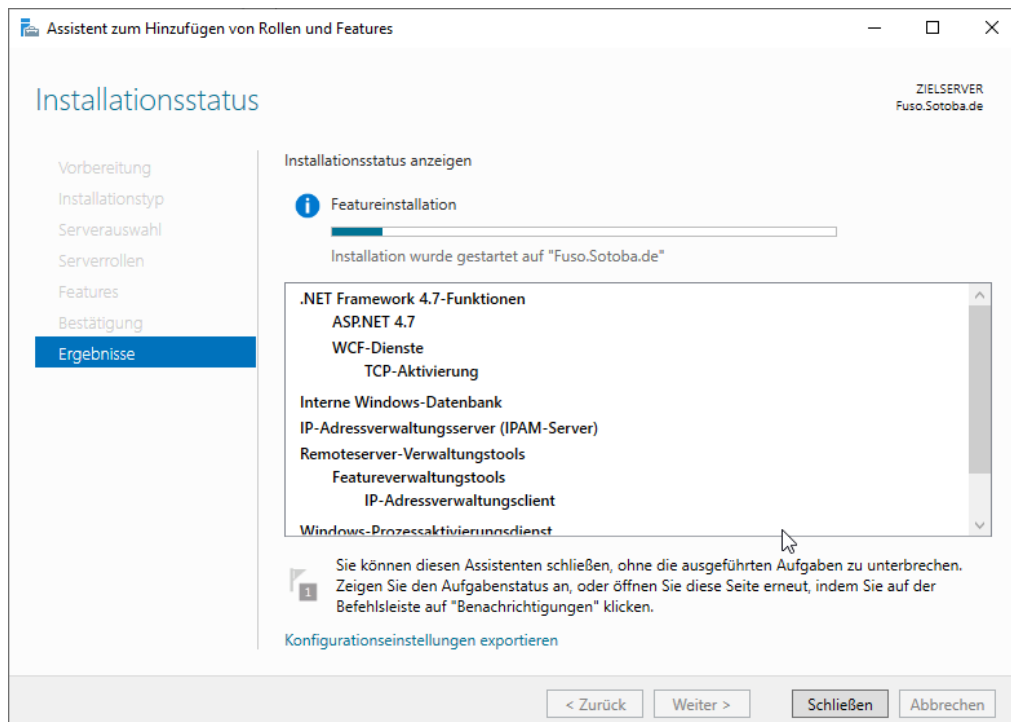 Assistent zum Hinzufügen von Rollen und Features
Installationsstatus
ZIELSERVER
Fuso.Sotoba.de
Vorbereitung
Installationstyp
Serverauswahl
Serverrollen
Features
Bestätigung
Ergebnisse
Installationsstatus anzeigen
Featureinstallation
Installation wurde gestartet auf "Fuso.Sotoba.de"
.NET Framework 4.7-Funktionen
ASP.NET 4.7
WCF-Dienste
TCP-Aktivierung
Interne Windows-Datenbank
IP-Adressverwaltungsserver (IPAM-Server)
Remoteserver-Verwaltungstools
Featureverwaltungstools
IP-Adressverwaltungsclient
Windows-Prozessaktivierungsdienst
1
Sie können diesen Assistenten schließen, ohne die ausgeführten Aufgaben zu unterbrechen.
Zeigen Sie den Aufgabenstatus an, oder öffnen Sie diese Seite erneut, indem Sie auf der
Befehlsleiste auf "Benachrichtigungen" klicken.
Konfigurationseinstellungen exportieren
< Zurück
Weiter >
Schließen
Abbrechen